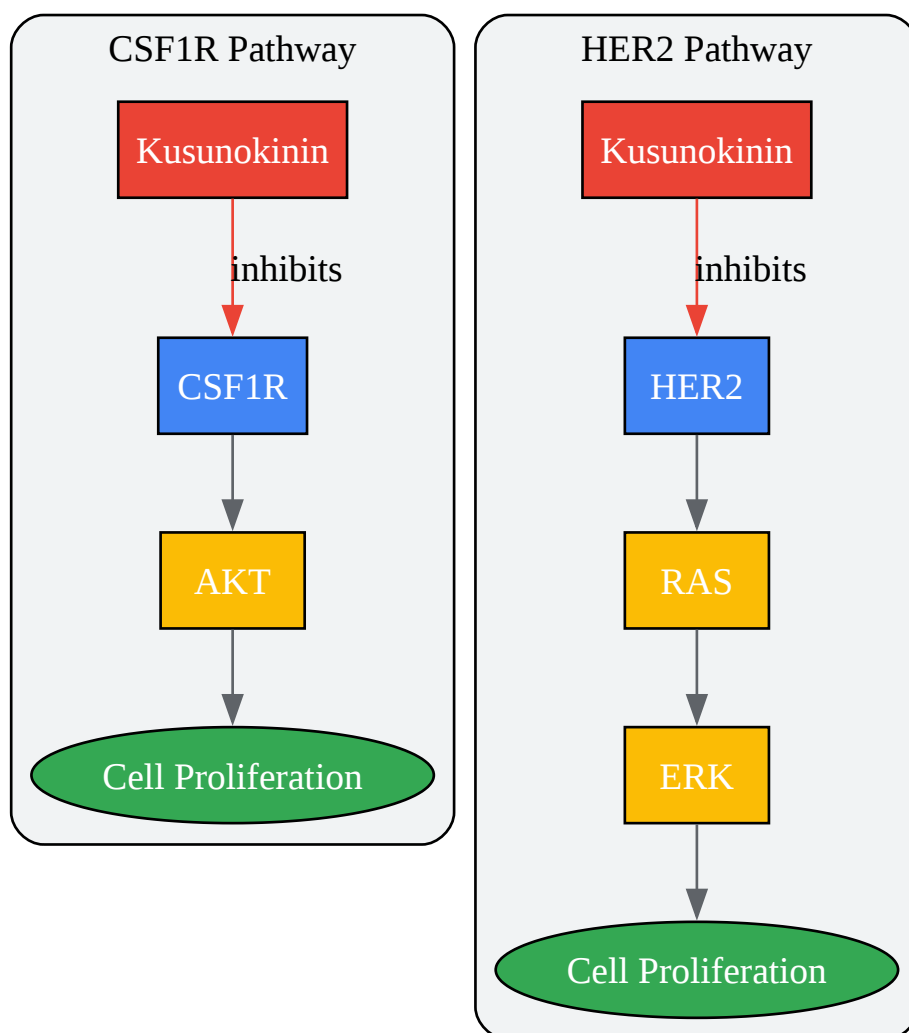 CSF1R Pathway
Kusunokinin
inhibits
CSF1R
AKT
Cell Proliferation
HER2 Pathway
Kusunokinin
inhibits
HER2
RAS
ERK
Cell Proliferation